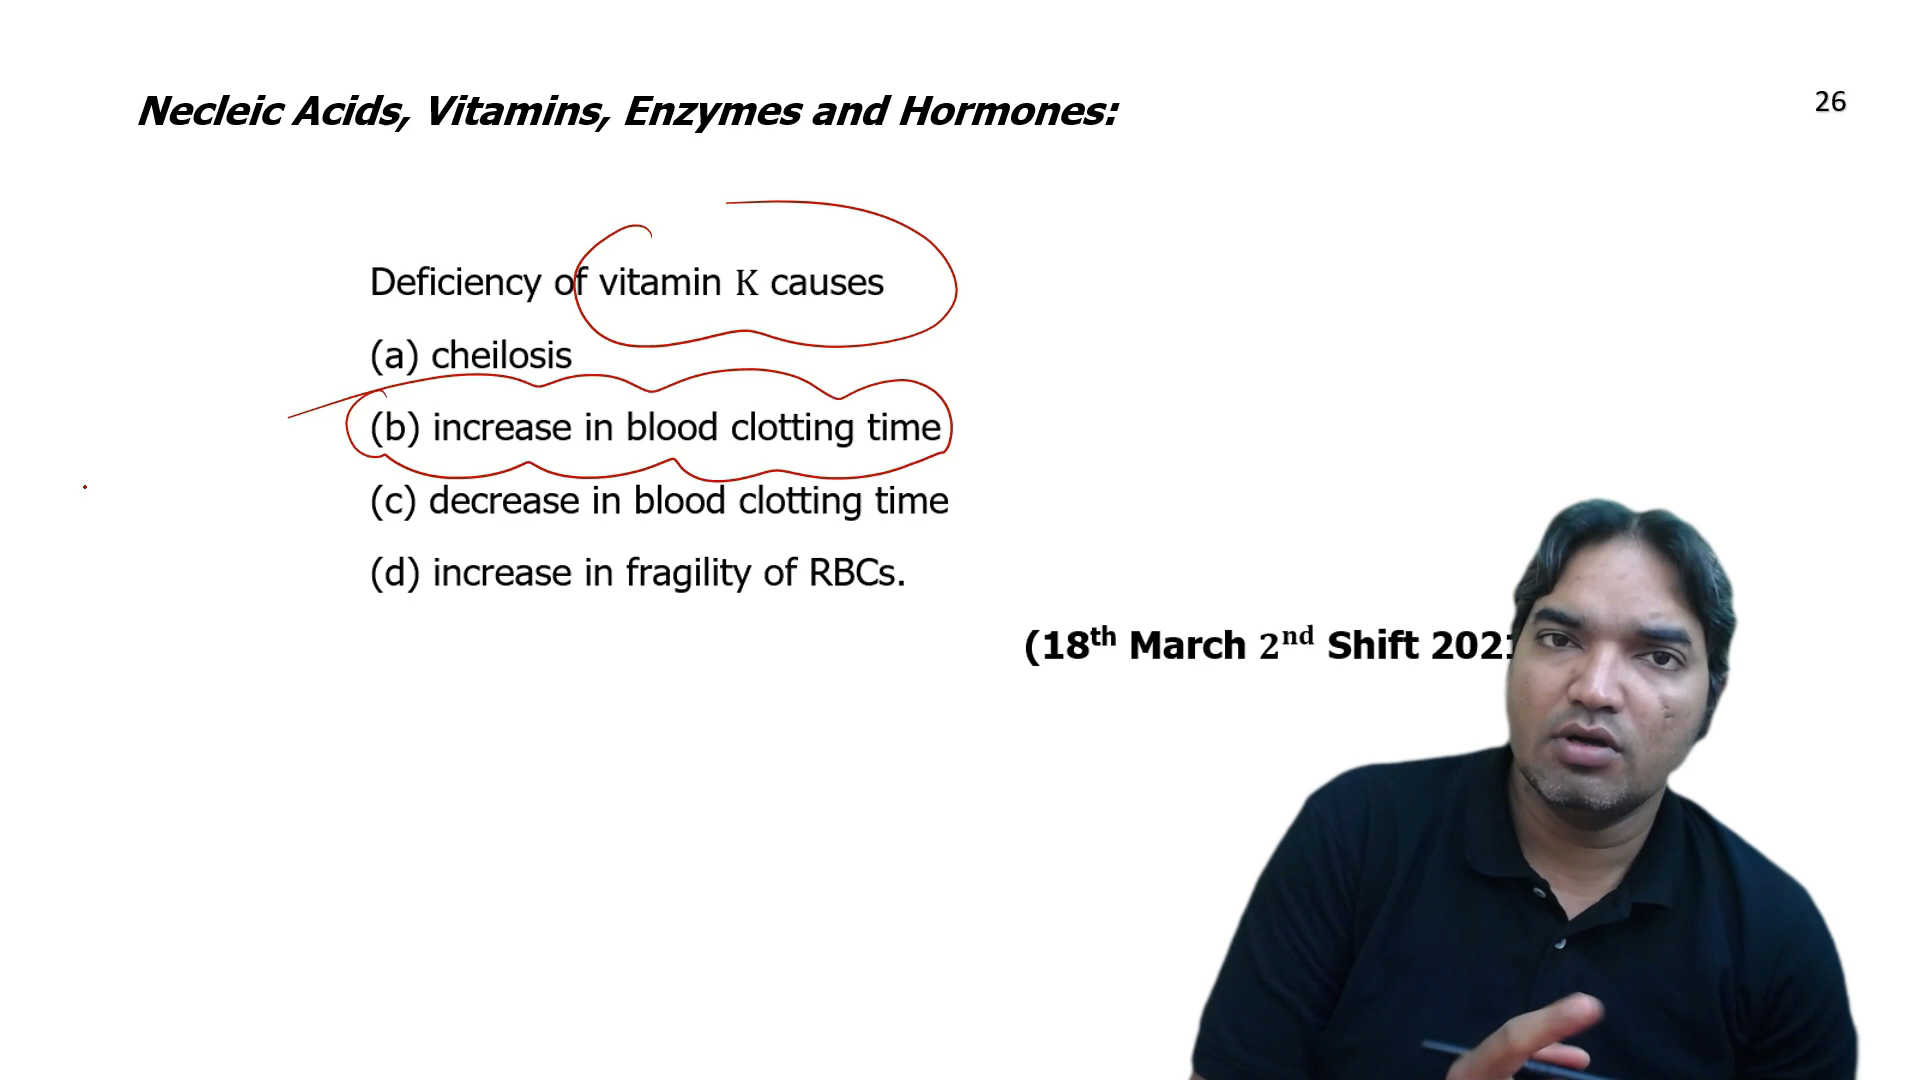 Necleic Acids, Vitamins, Enzymes and Hormones:
26
Deficiency of vitamin K causes
(a) cheilosis
(b) increase in blood clotting time
(c) decrease in blood clotting time
(d) increase in fragility of RBCs.
(18th March 2nd Shift 2021